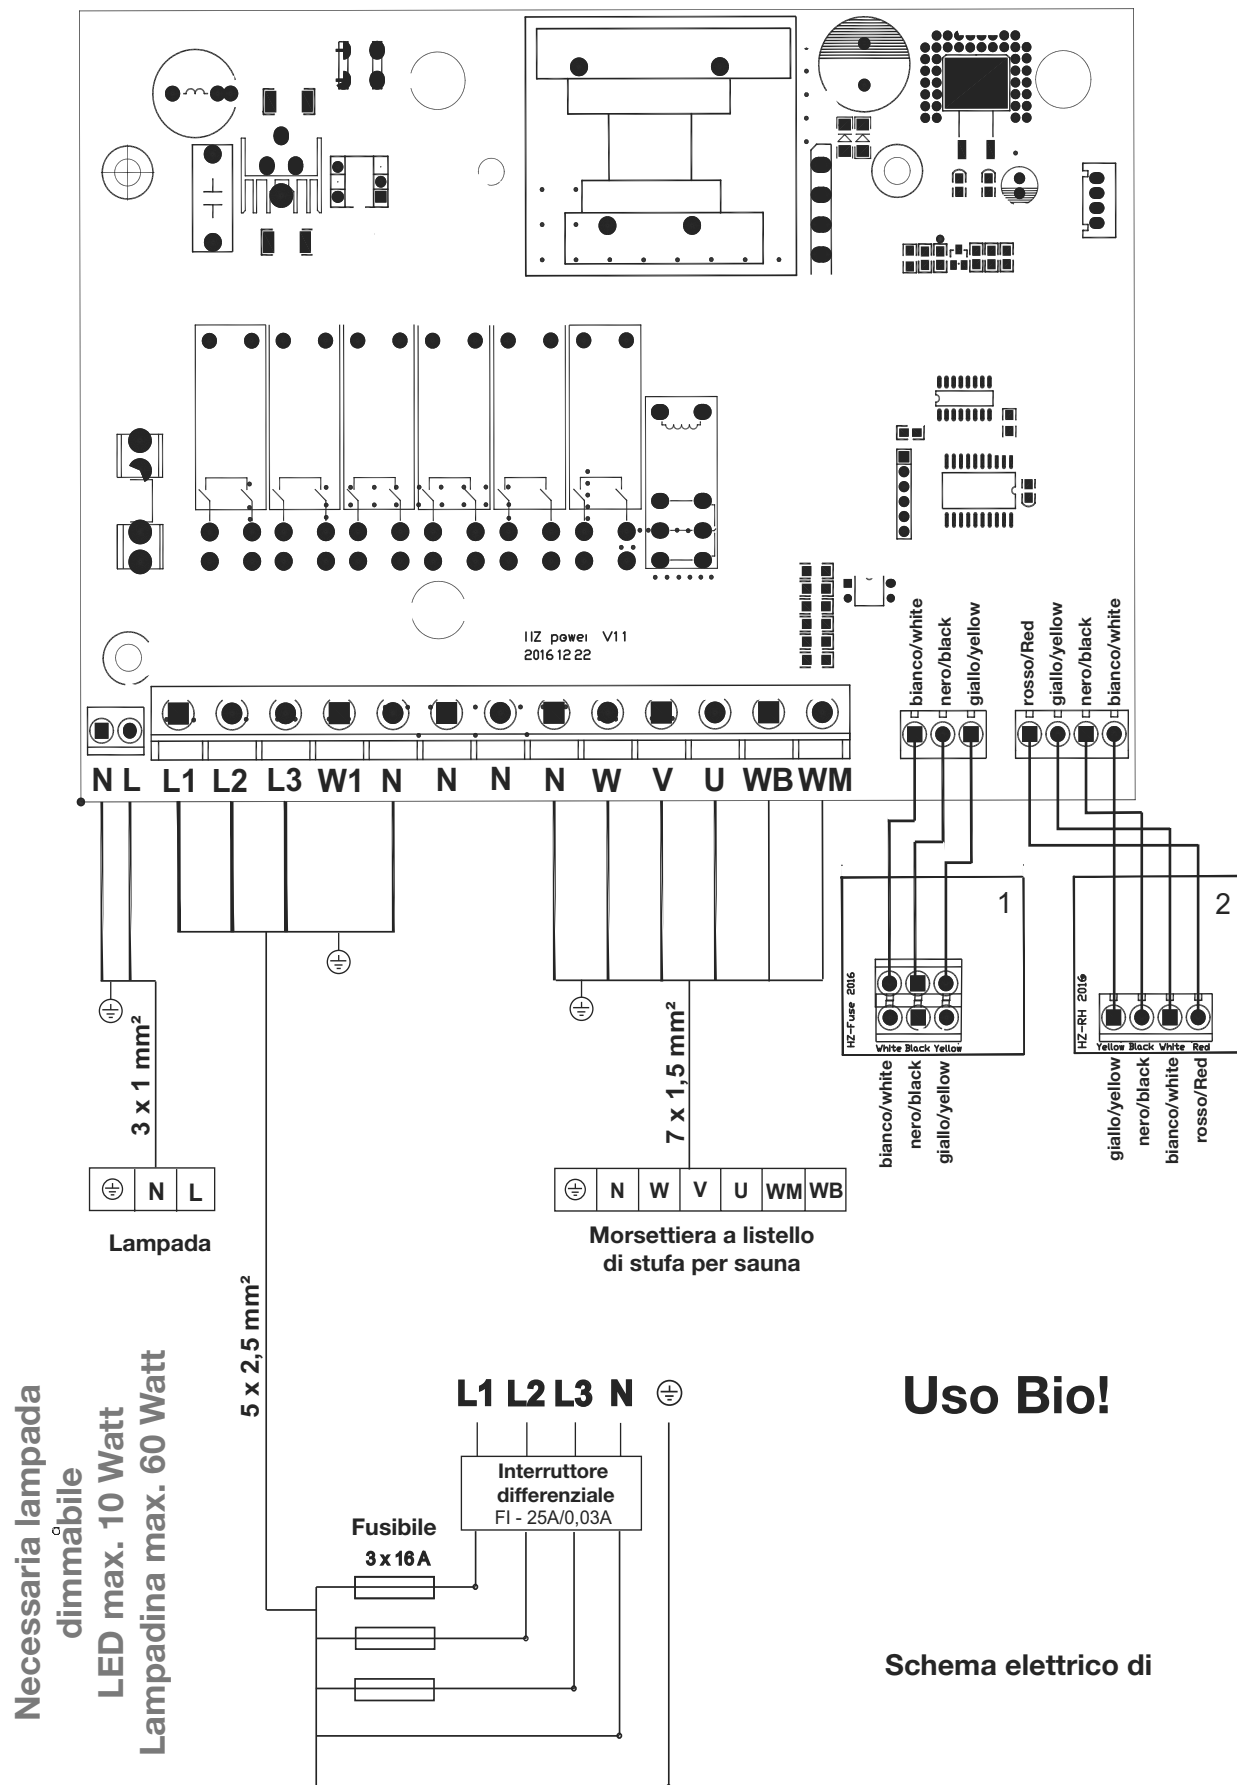 IIZ power V1 1
2016 12 22
bianco/white
nero/black
giallo/yellow
rosso/Red
giallo/yellow
nero/black
bianco/white
N L L1 L2 L3 W1 N N N N W V U WB WM
1
HZ-Fuse 2016
White Black Yellow
bianco/white
nero/black
giallo/yellow
2
HZ-RH 2016
Yellow Black White Red
giallo/yellow
nero/black
bianco/white
rosso/Red
3 x 1 mm²
7 x 1,5 mm²
N L
Lampada
N W V U WM WB
Morsettiera a listello
di stufa per sauna
5 x 2,5 mm²
L1 L2 L3 N
Interruttore
differenziale
FI - 25A/0,03A
Fusibile
3 x 16 A
Uso Bio!
Necessaria lampada
dimmabile
LED max. 10 Watt
Lampadina max. 60 Watt
Schema elettrico di